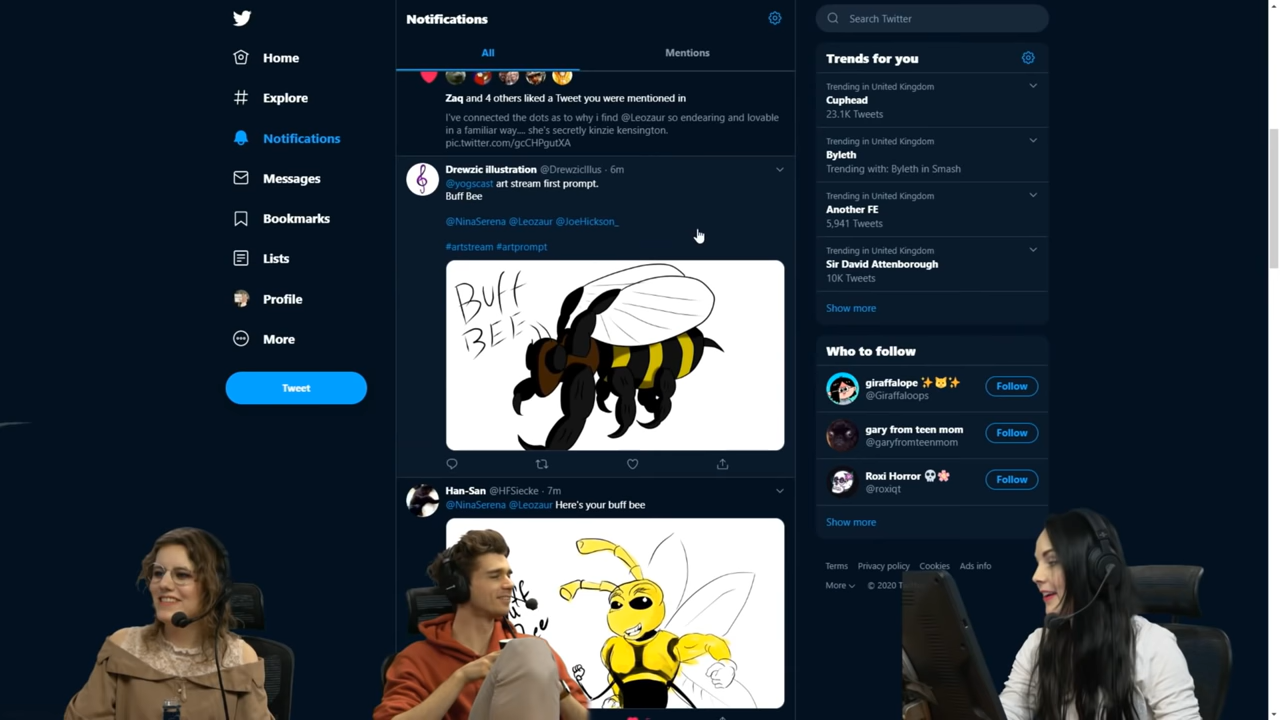 Home
Explore
Notifications
Messages
Bookmarks
Lists
Profile
More
Tweet
Notifications
All
Mentions
Zaq and 4 others liked a Tweet you were mentioned in
I've connected the dots as to why i find @Leozaur so endearing and lovable
in a familiar way.... she's secretly kinzie kensington.
pic.twitter.com/gcCHPgutXA
Drewzic illustration @DrewzicIllus · 6m
@yogscast art stream first prompt.
Buff Bee
@NinaSerena @Leozaur @JoeHickson_
#artstream #artprompt
BUFF
BEE
Han-San @HFSiecke · 7m
@NinaSerena @Leozaur Here's your buff bee
Bee
Search Twitter
Trends for you
Trending in United Kingdom
Cuphead
23.1K Tweets
Trending in United Kingdom
Byleth
Trending with: Byleth in Smash
Trending in United Kingdom
Another FE
5,941 Tweets
Trending in United Kingdom
Sir David Attenborough
10K Tweets
Show more
Who to follow
giraffalope
@Giraffaloops
Follow
gary from teen mom
@garyfromteenmom
Follow
Roxi Horror
@roxiqt
Follow
Show more
Terms Privacy policy Cookies Ads info
More © 2020